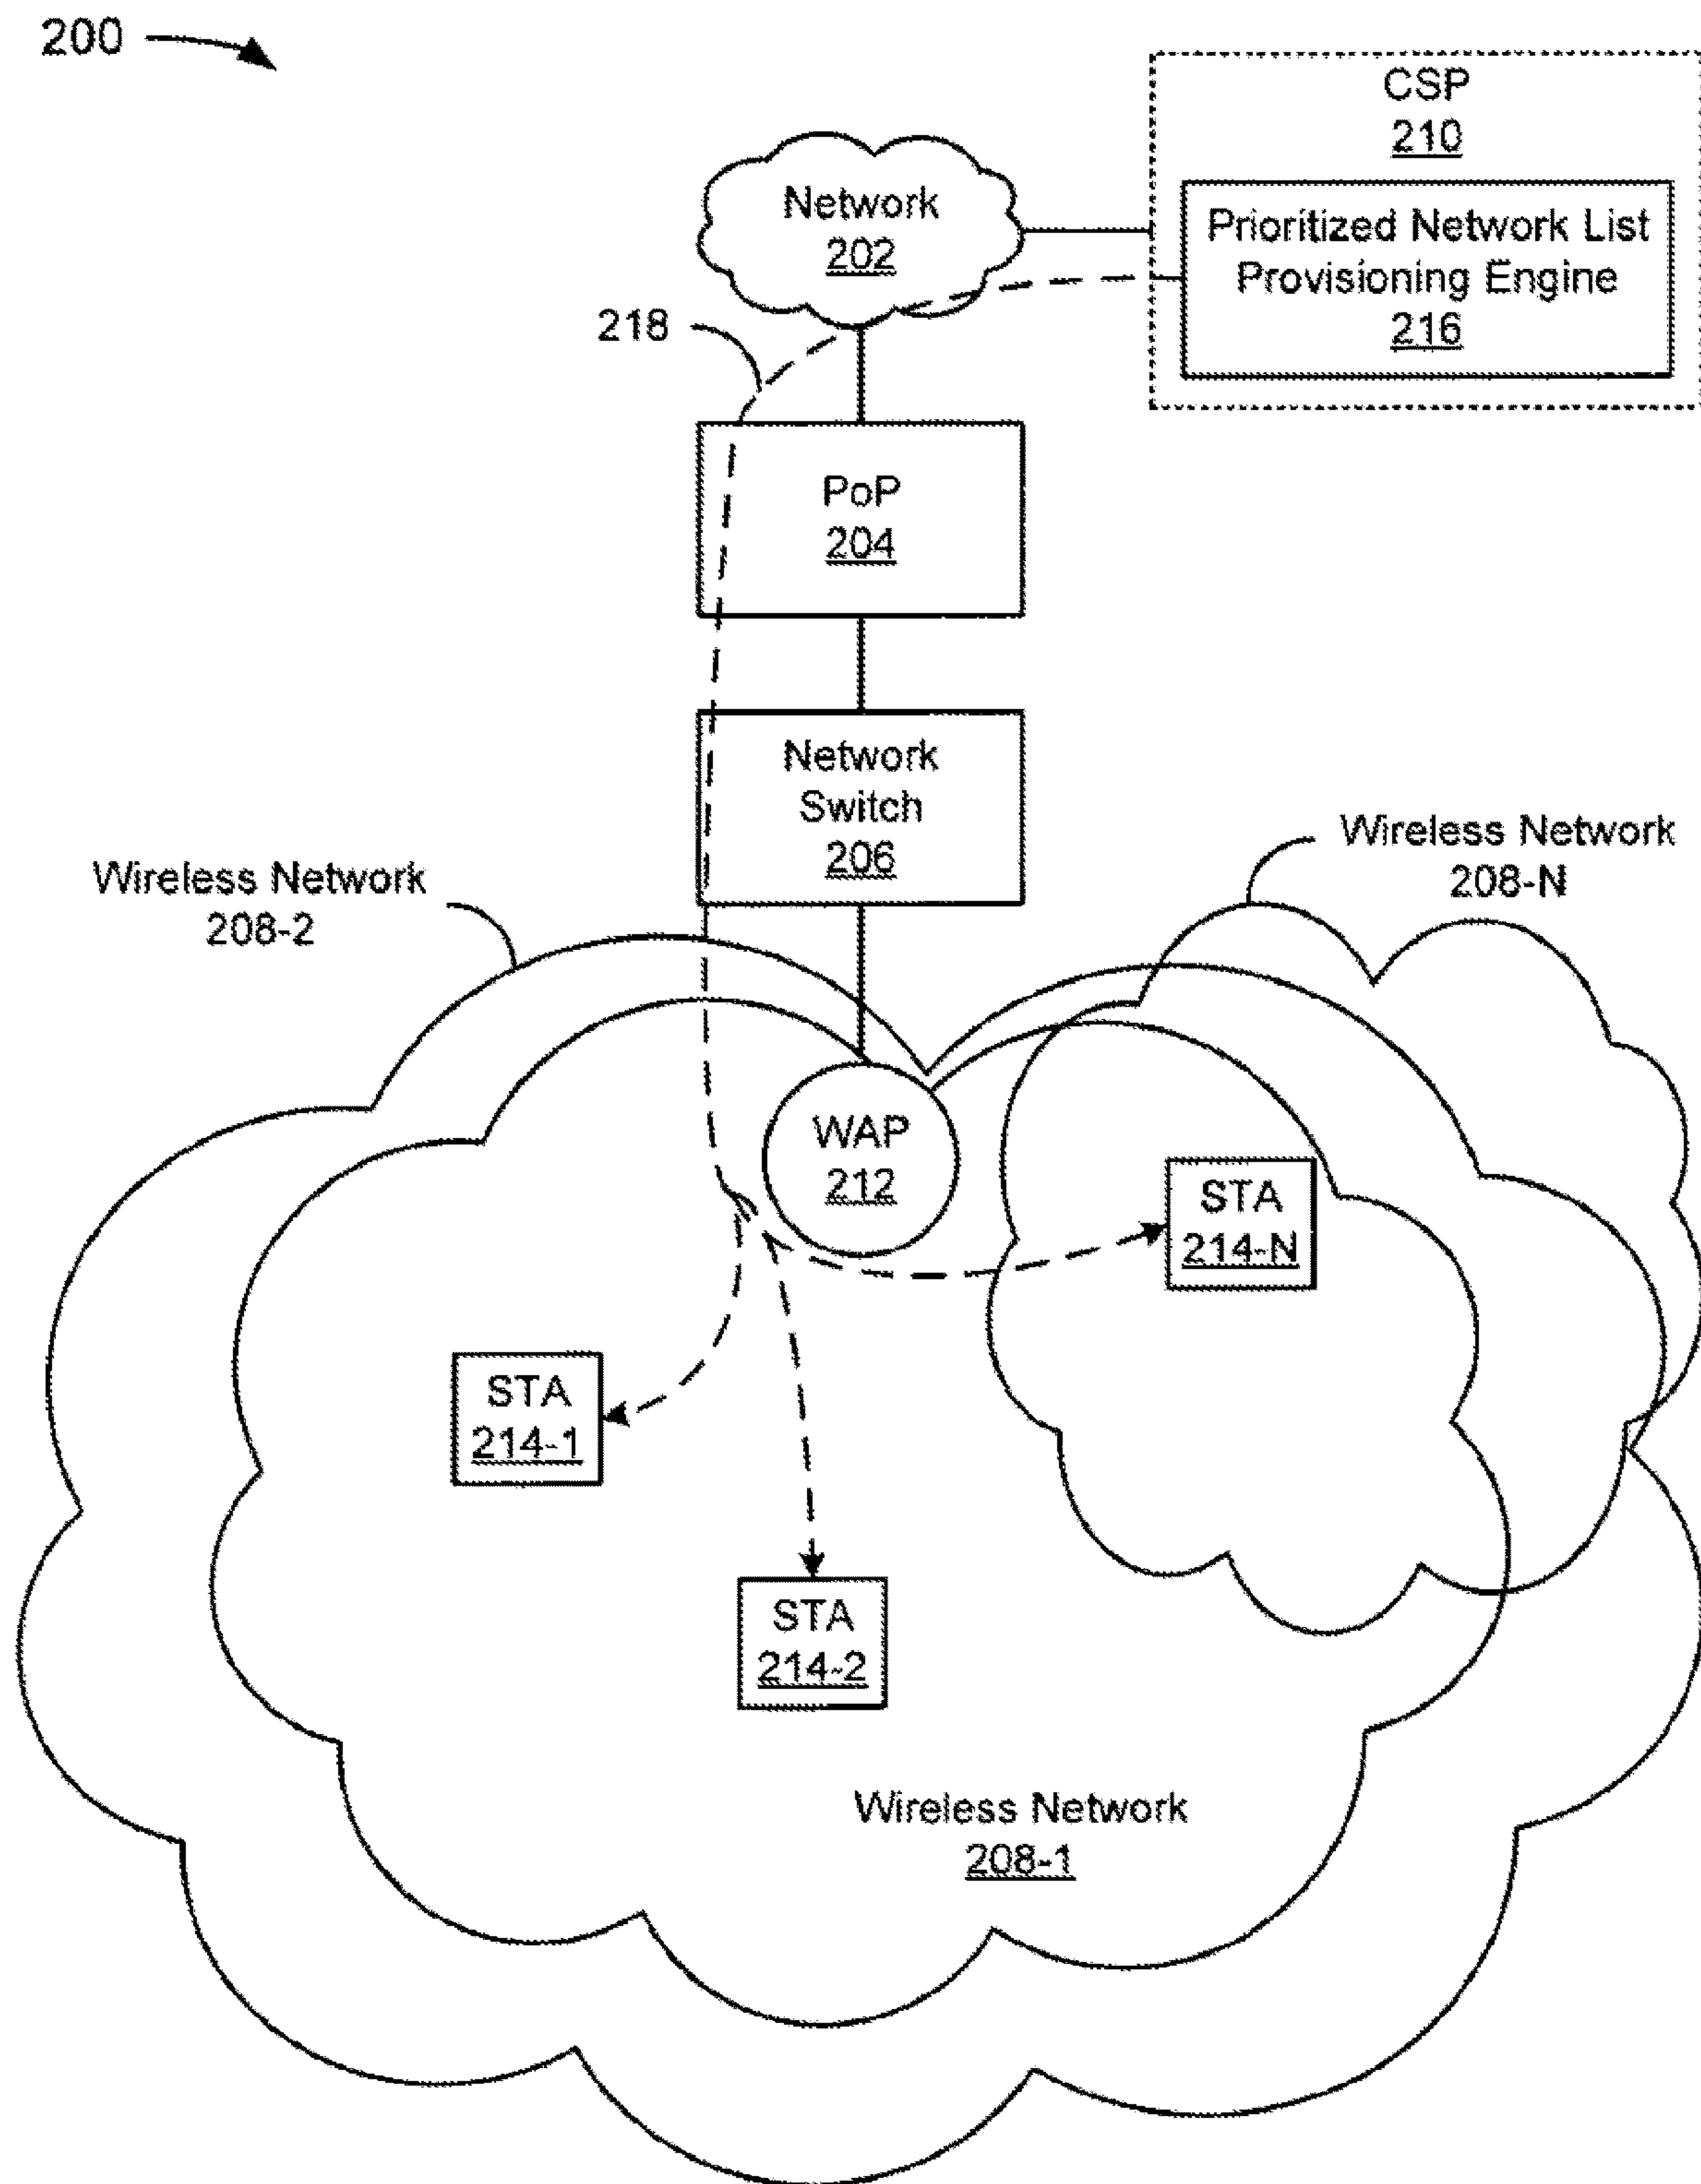 200
CSP
210
Network
202
Prioritized Network List
Provisioning Engine
216
218
PoP
204
Network
Switch
206
Wireless Network
208-2
Wireless Network
208-N
WAP
212
STA
214-N
STA
214-1
STA
214-2
Wireless Network
208-1